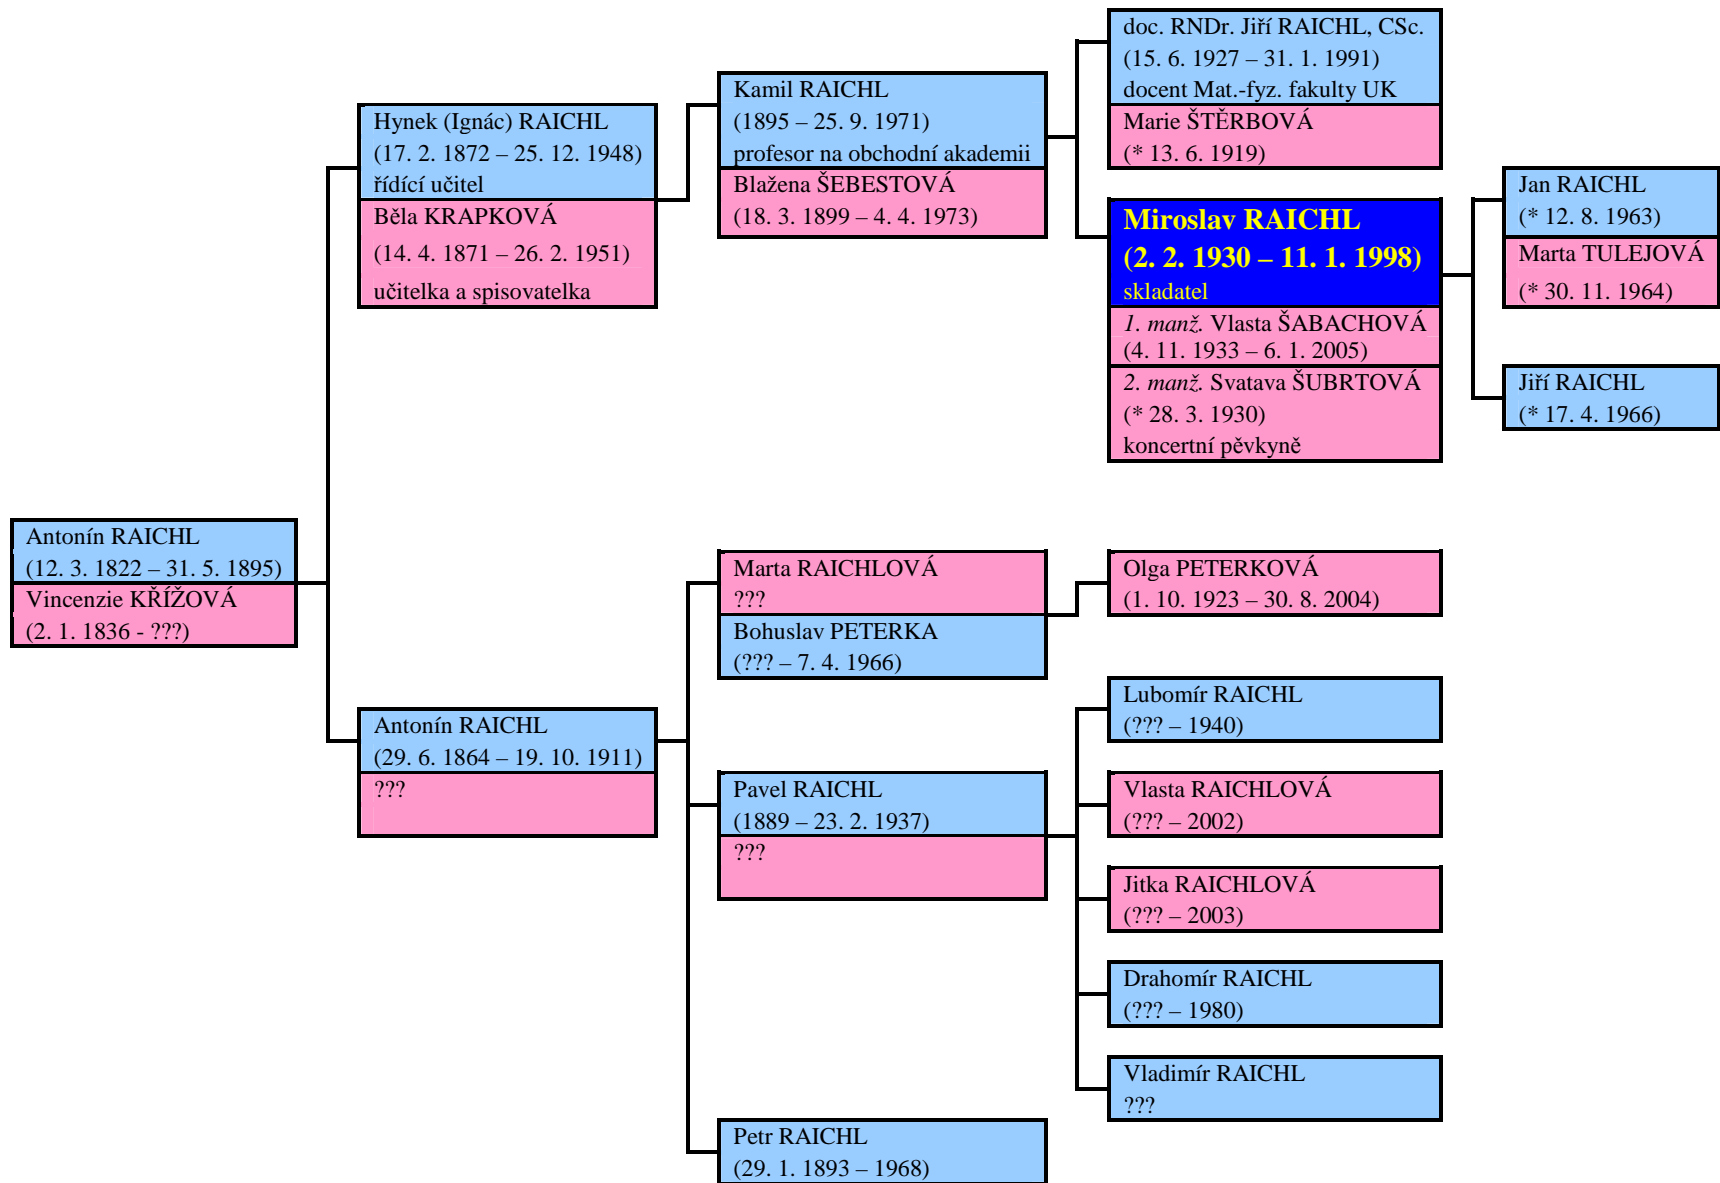 Antonín RAICHL
(12. 3. 1822 – 31. 5. 1895)
Vincenzie KŘÍŽOVÁ
(2. 1. 1836 - ???)
Hynek (Ignác) RAICHL
(17. 2. 1872 – 25. 12. 1948)
řídící učitel
Běla KRAPKOVÁ
(14. 4. 1871 – 26. 2. 1951)
učitelka a spisovatelka
Antonín RAICHL
(29. 6. 1864 – 19. 10. 1911)
???
Kamil RAICHL
(1895 – 25. 9. 1971)
profesor na obchodní akademii
Blažena ŠEBESTOVÁ
(18. 3. 1899 – 4. 4. 1973)
Marta RAICHLOVÁ
???
Bohuslav PETERKA
(??? – 7. 4. 1966)
Pavel RAICHL
(1889 – 23. 2. 1937)
???
Petr RAICHL
(29. 1. 1893 – 1968)
doc. RNDr. Jiří RAICHL, CSc.
(15. 6. 1927 – 31. 1. 1991)
docent Mat.-fyz. fakulty UK
Marie ŠTĚRBOVÁ
(* 13. 6. 1919)
Miroslav RAICHL
(2. 2. 1930 – 11. 1. 1998)
skladatel
1. manž. Vlasta ŠABACHOVÁ
(4. 11. 1933 – 6. 1. 2005)
2. manž. Svatava ŠUBRTOVÁ
(* 28. 3. 1930)
koncertní pěvkyně
Olga PETERKOVÁ
(1. 10. 1923 – 30. 8. 2004)
Lubomír RAICHL
(??? – 1940)
Vlasta RAICHLOVÁ
(??? – 2002)
Jitka RAICHLOVÁ
(??? – 2003)
Drahomír RAICHL
(??? – 1980)
Vladimír RAICHL
???
Jan RAICHL
(* 12. 8. 1963)
Marta TULEJOVÁ
(* 30. 11. 1964)
Jiří RAICHL
(* 17. 4. 1966)